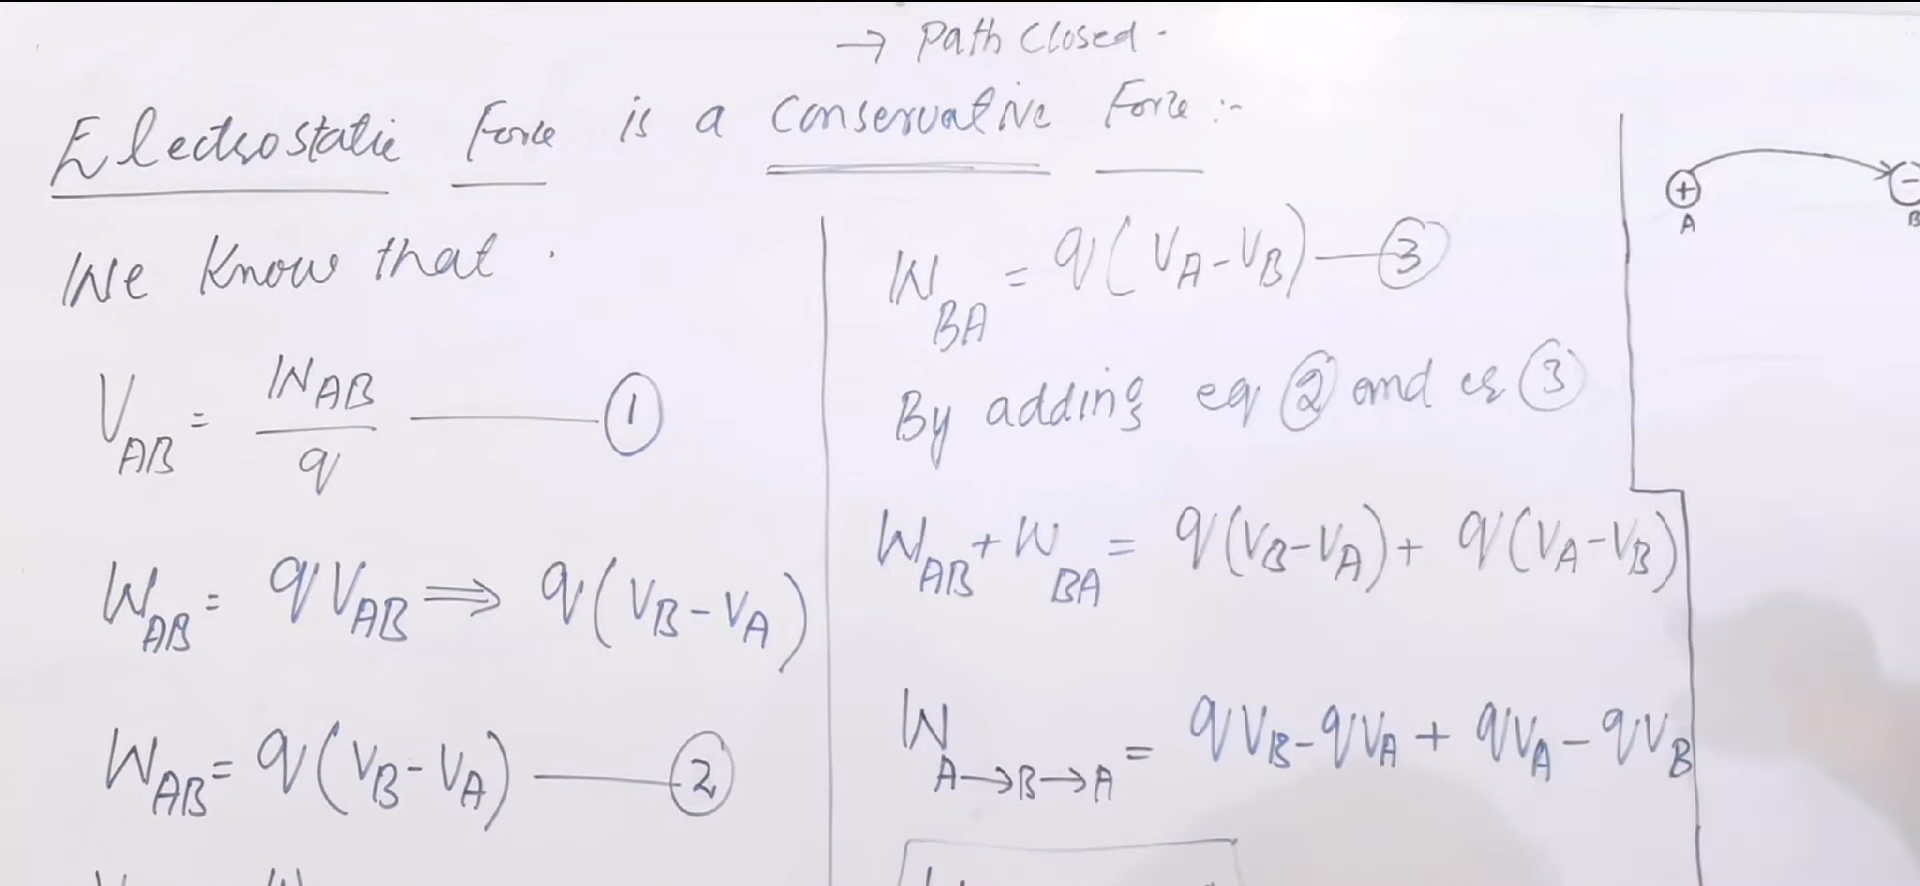 → Path Closed -
Electrostatic Force is a Conservative Force :-
We Know that .
V_AB = W_AB / q —— ①
W_AB = qV_AB ⇒ q(V_B - V_A)
W_AB = q(V_B - V_A) —— ②
W_BA = q(V_A - V_B) —— ③
By adding eq ② and eq ③
W_AB + W_BA = q(V_B - V_A) + q(V_A - V_B)
W_A→B→A = qV_B - qV_A + qV_A - qV_B
+ −
A B